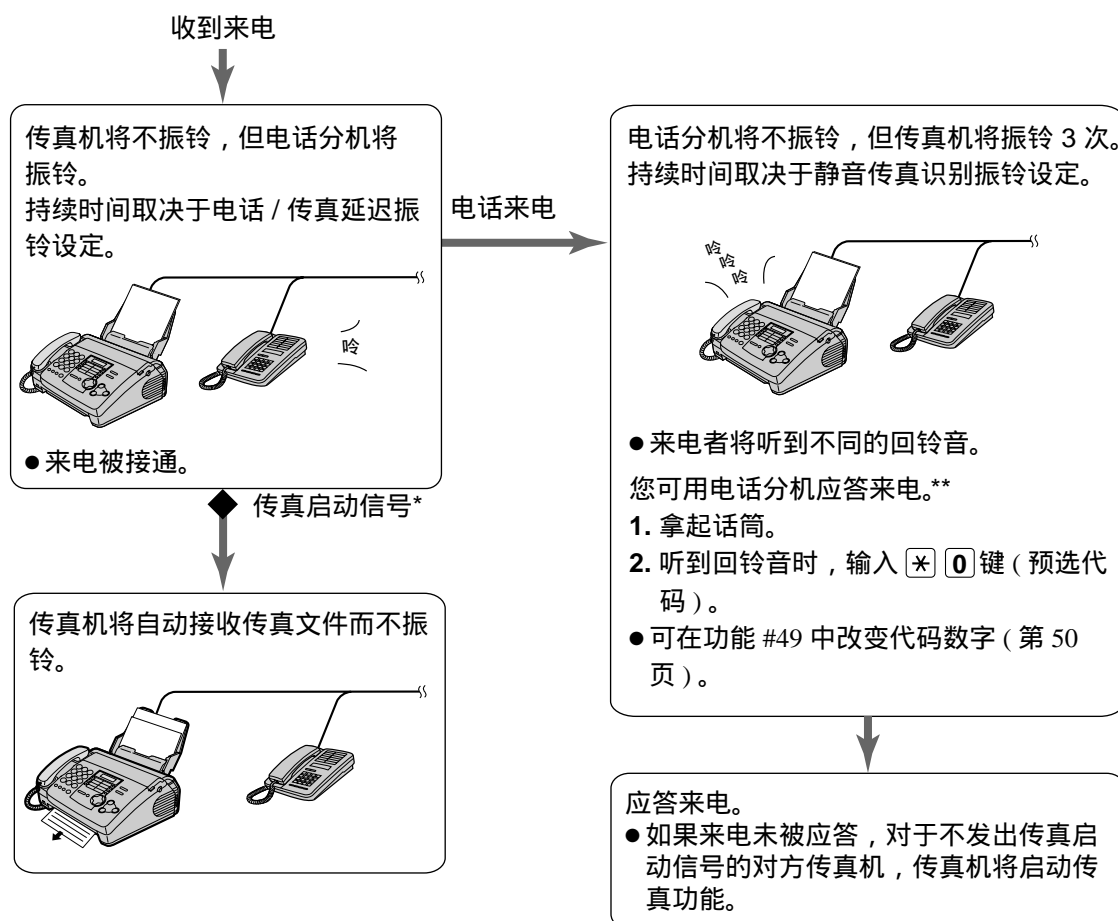 收到来电
传真机将不振铃，但电话分机将
振铃。
持续时间取决于电话 / 传真延迟振
铃设定。
呤
● 来电被接通。
电话来电
电话分机将不振铃，但传真机将振铃 3 次。
持续时间取决于静音传真识别振铃设定。
呤
呤
呤
● 来电者将听到不同的回铃音。
您可用电话分机应答来电。**
1. 拿起话筒。
2. 听到回铃音时，输入 * 0 键 ( 预选代
码 ) 。
● 可在功能 #49 中改变代码数字 ( 第 50
页 ) 。
传真启动信号*
传真机将自动接收传真文件而不振
铃。
应答来电。
● 如果来电未被应答，对于不发出传真启
动信号的对方传真机，传真机将启动传
真功能。